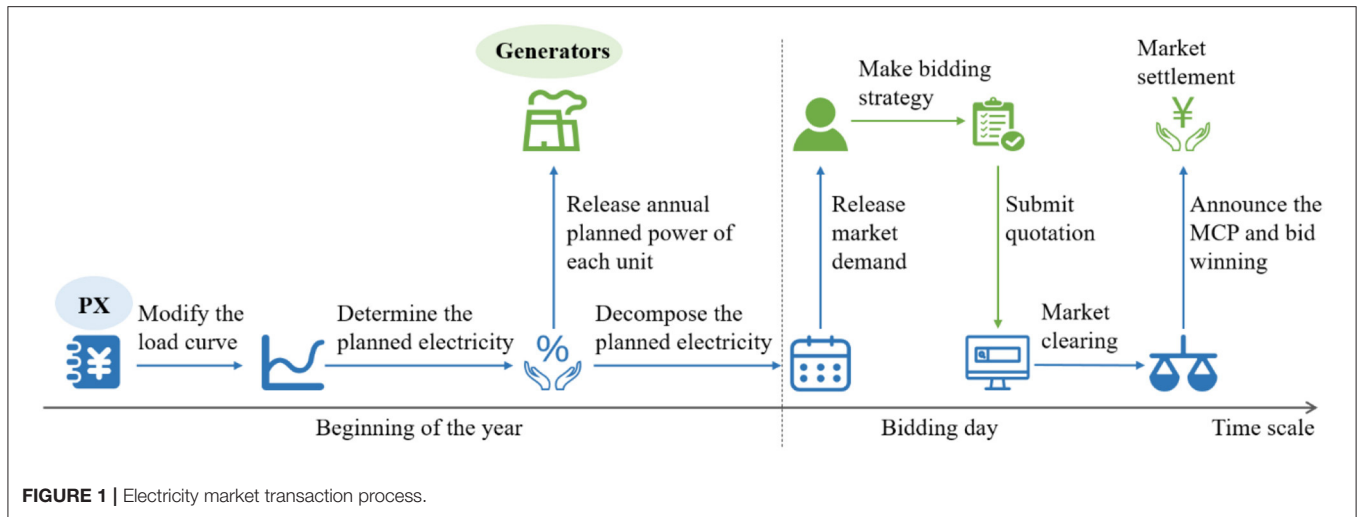 Generators
Make bidding
strategy
Market
settlement
¥
Release annual
planned power of
each unit
Release
market
demand
Submit
quotation
Announce the
MCP and bid
winning
PX
¥
Modify the
load curve
Determine the
planned electricity
%
Decompose the
planned electricity
Market
clearing
Beginning of the year
Bidding day
Time scale
FIGURE 1 | Electricity market transaction process.